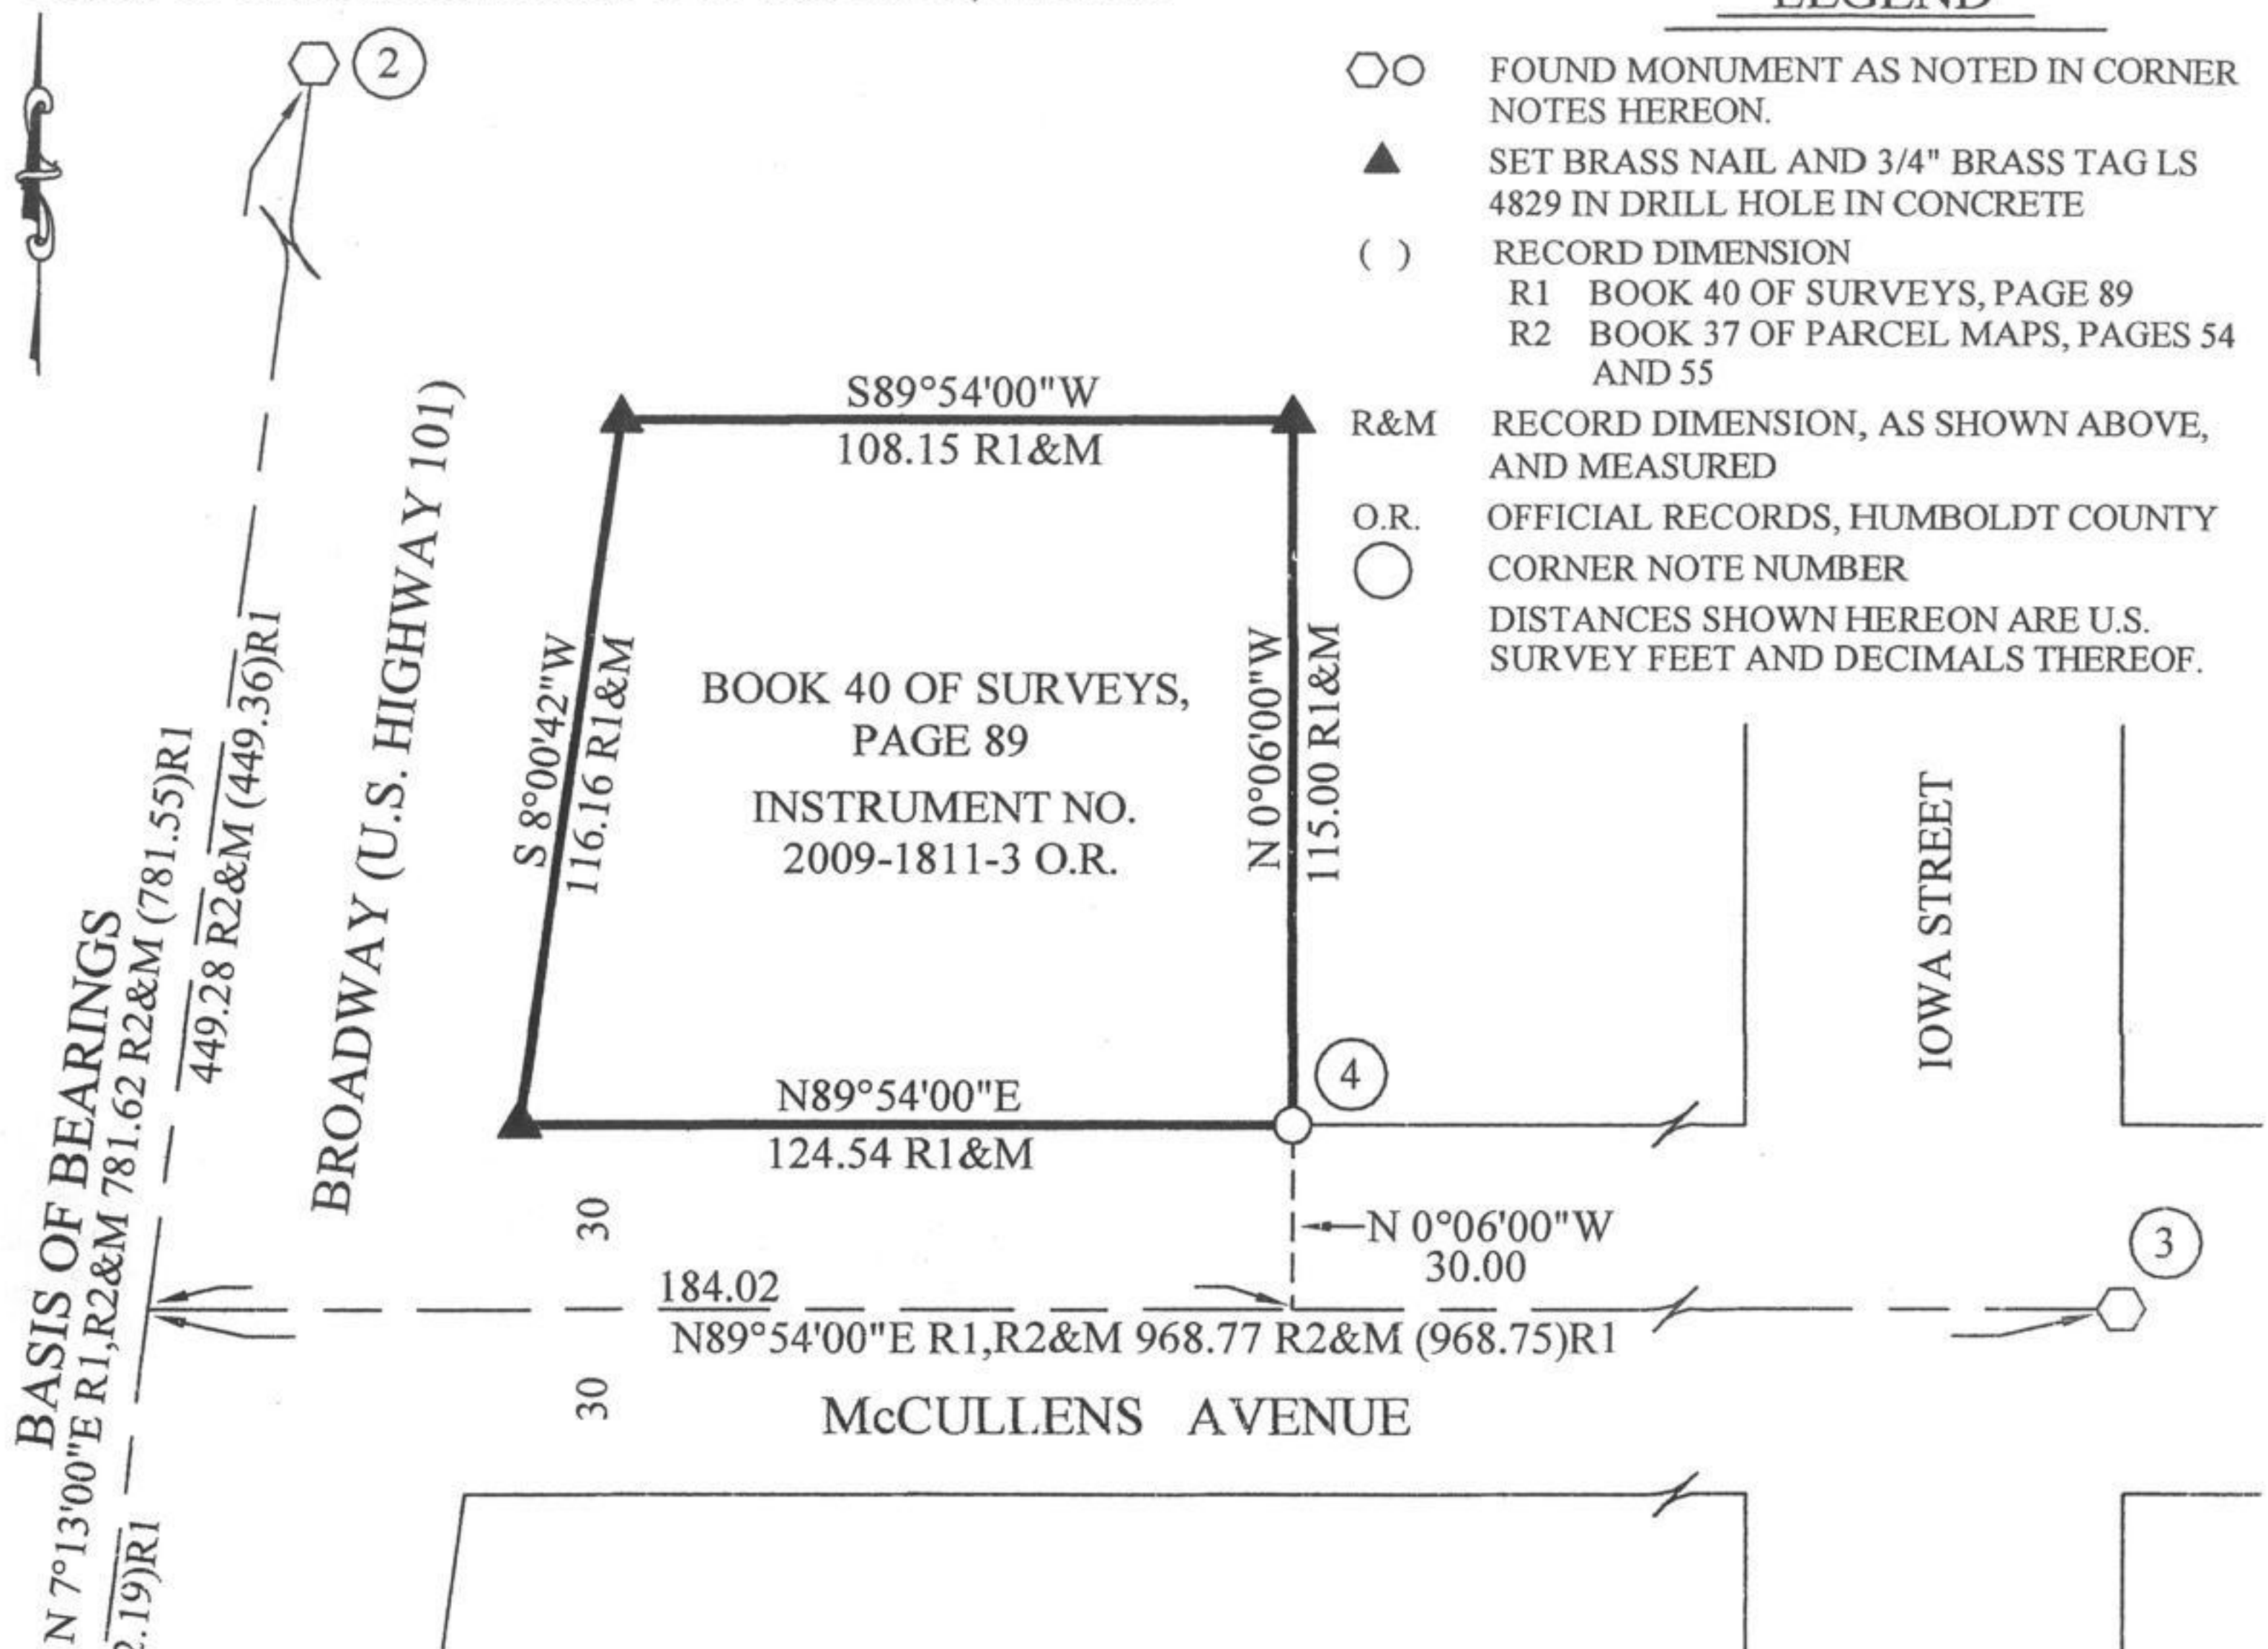 LEGEND
2
FOUND MONUMENT AS NOTED IN CORNER
NOTES HEREON.
SET BRASS NAIL AND 3/4" BRASS TAG LS
4829 IN DRILL HOLE IN CONCRETE
( ) RECORD DIMENSION
R1 BOOK 40 OF SURVEYS, PAGE 89
R2 BOOK 37 OF PARCEL MAPS, PAGES 54
AND 55
R&M RECORD DIMENSION, AS SHOWN ABOVE,
AND MEASURED
O.R. OFFICIAL RECORDS, HUMBOLDT COUNTY
CORNER NOTE NUMBER
DISTANCES SHOWN HEREON ARE U.S.
SURVEY FEET AND DECIMALS THEREOF.
S89°54'00"W
108.15 R1&M
S 8°00'42"W
116.16 R1&M
BOOK 40 OF SURVEYS,
PAGE 89
INSTRUMENT NO.
2009-1811-3 O.R.
N 0°06'00"W
115.00 R1&M
BROADWAY (U.S. HIGHWAY 101)
449.28 R2&M (449.36)R1
BASIS OF BEARINGS
N 7°13'00"E R1,R2&M 781.62 R2&M (781.55)R1
2.19)R1
IOWA STREET
4
N89°54'00"E
124.54 R1&M
30
N 0°06'00"W
30.00
3
184.02
N89°54'00"E R1,R2&M 968.77 R2&M (968.75)R1
30
McCULLENS AVENUE